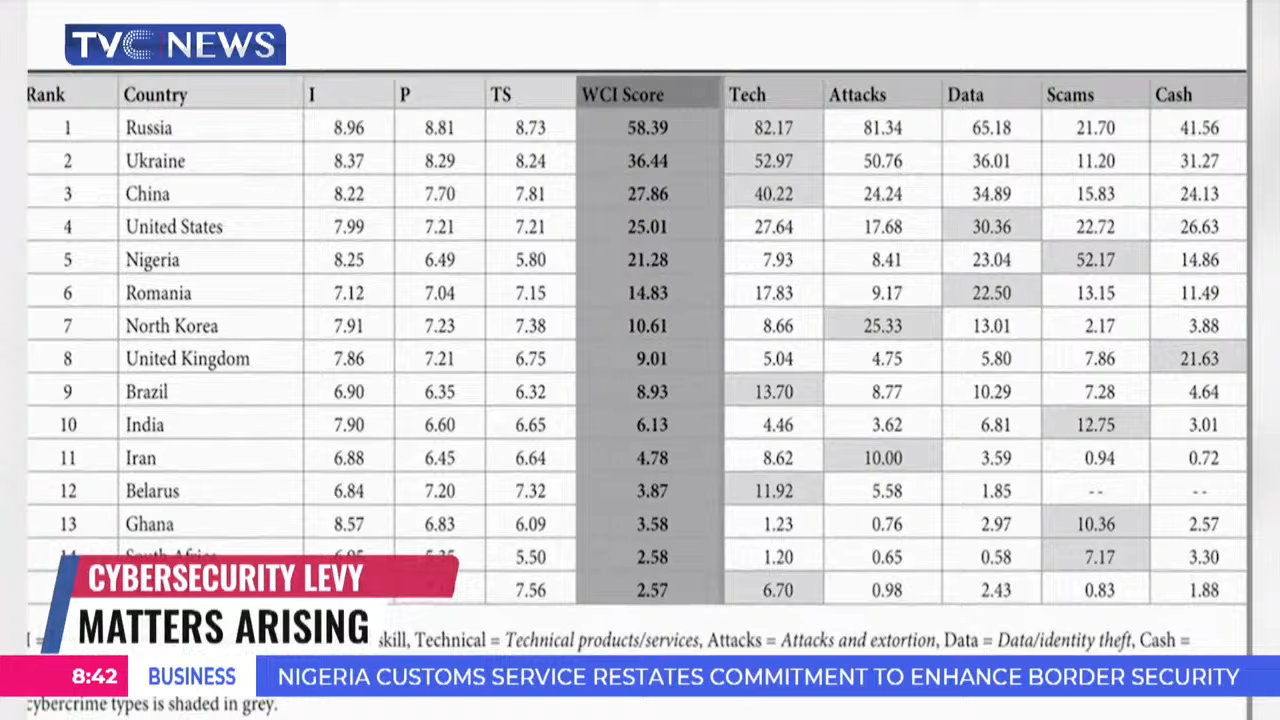 TVC NEWS
Rank Country I P TS WCI Score Tech Attacks Data Scams Cash
1 Russia 8.96 8.81 8.73 58.39 82.17 81.34 65.18 21.70 41.56
2 Ukraine 8.37 8.29 8.24 36.44 52.97 50.76 36.01 11.20 31.27
3 China 8.22 7.70 7.81 27.86 40.22 24.24 34.89 15.83 24.13
4 United States 7.99 7.21 7.21 25.01 27.64 17.68 30.36 22.72 26.63
5 Nigeria 8.25 6.49 5.80 21.28 7.93 8.41 23.04 52.17 14.86
6 Romania 7.12 7.04 7.15 14.83 17.83 9.17 22.50 13.15 11.49
7 North Korea 7.91 7.23 7.38 10.61 8.66 25.33 13.01 2.17 3.88
8 United Kingdom 7.86 7.21 6.75 9.01 5.04 4.75 5.80 7.86 21.63
9 Brazil 6.90 6.35 6.32 8.93 13.70 8.77 10.29 7.28 4.64
10 India 7.90 6.60 6.65 6.13 4.46 3.62 6.81 12.75 3.01
11 Iran 6.88 6.45 6.64 4.78 8.62 10.00 3.59 0.94 0.72
12 Belarus 6.84 7.20 7.32 3.87 11.92 5.58 1.85 -- --
13 Ghana 8.57 6.83 6.09 3.58 1.23 0.76 2.97 10.36 2.57
14 South Africa 5.50 2.58 1.20 0.65 0.58 7.17 3.30
7.56 2.57 6.70 0.98 2.43 0.83 1.88
CYBERSECURITY LEVY
MATTERS ARISING
skill, Technical = Technical products/services, Attacks = Attacks and extortion, Data = Data/identity theft, Cash =
8:42 BUSINESS NIGERIA CUSTOMS SERVICE RESTATES COMMITMENT TO ENHANCE BORDER SECURITY
cybercrime types is shaded in grey.